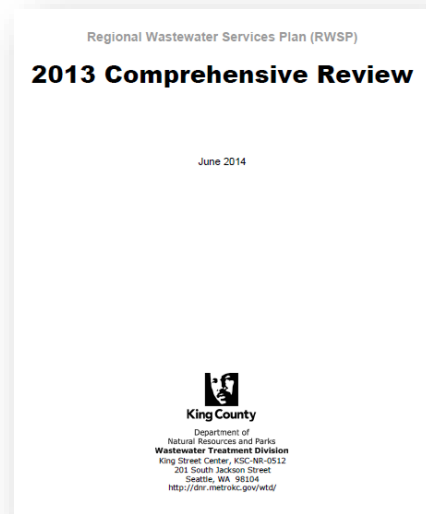 Regional Wastewater Services Plan (RWSP)
2013 Comprehensive Review
June 2014
King County
Department of
Natural Resources and Parks
Wastewater Treatment Division
King Street Center, KSC-NR-0512
201 South Jackson Street
Seattle, WA  98104
http://dnr.metrokc.gov/wtd/